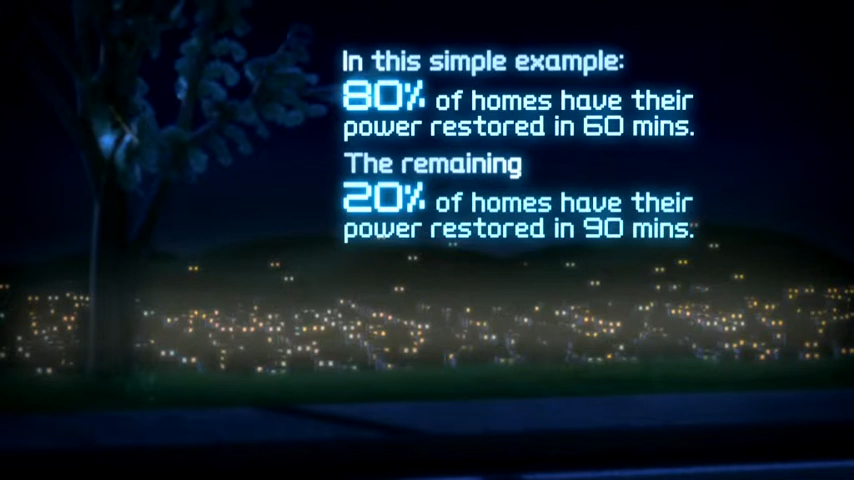 In this simple example:
80% of homes have their
power restored in 60 mins.
The remaining
20% of homes have their
power restored in 90 mins.